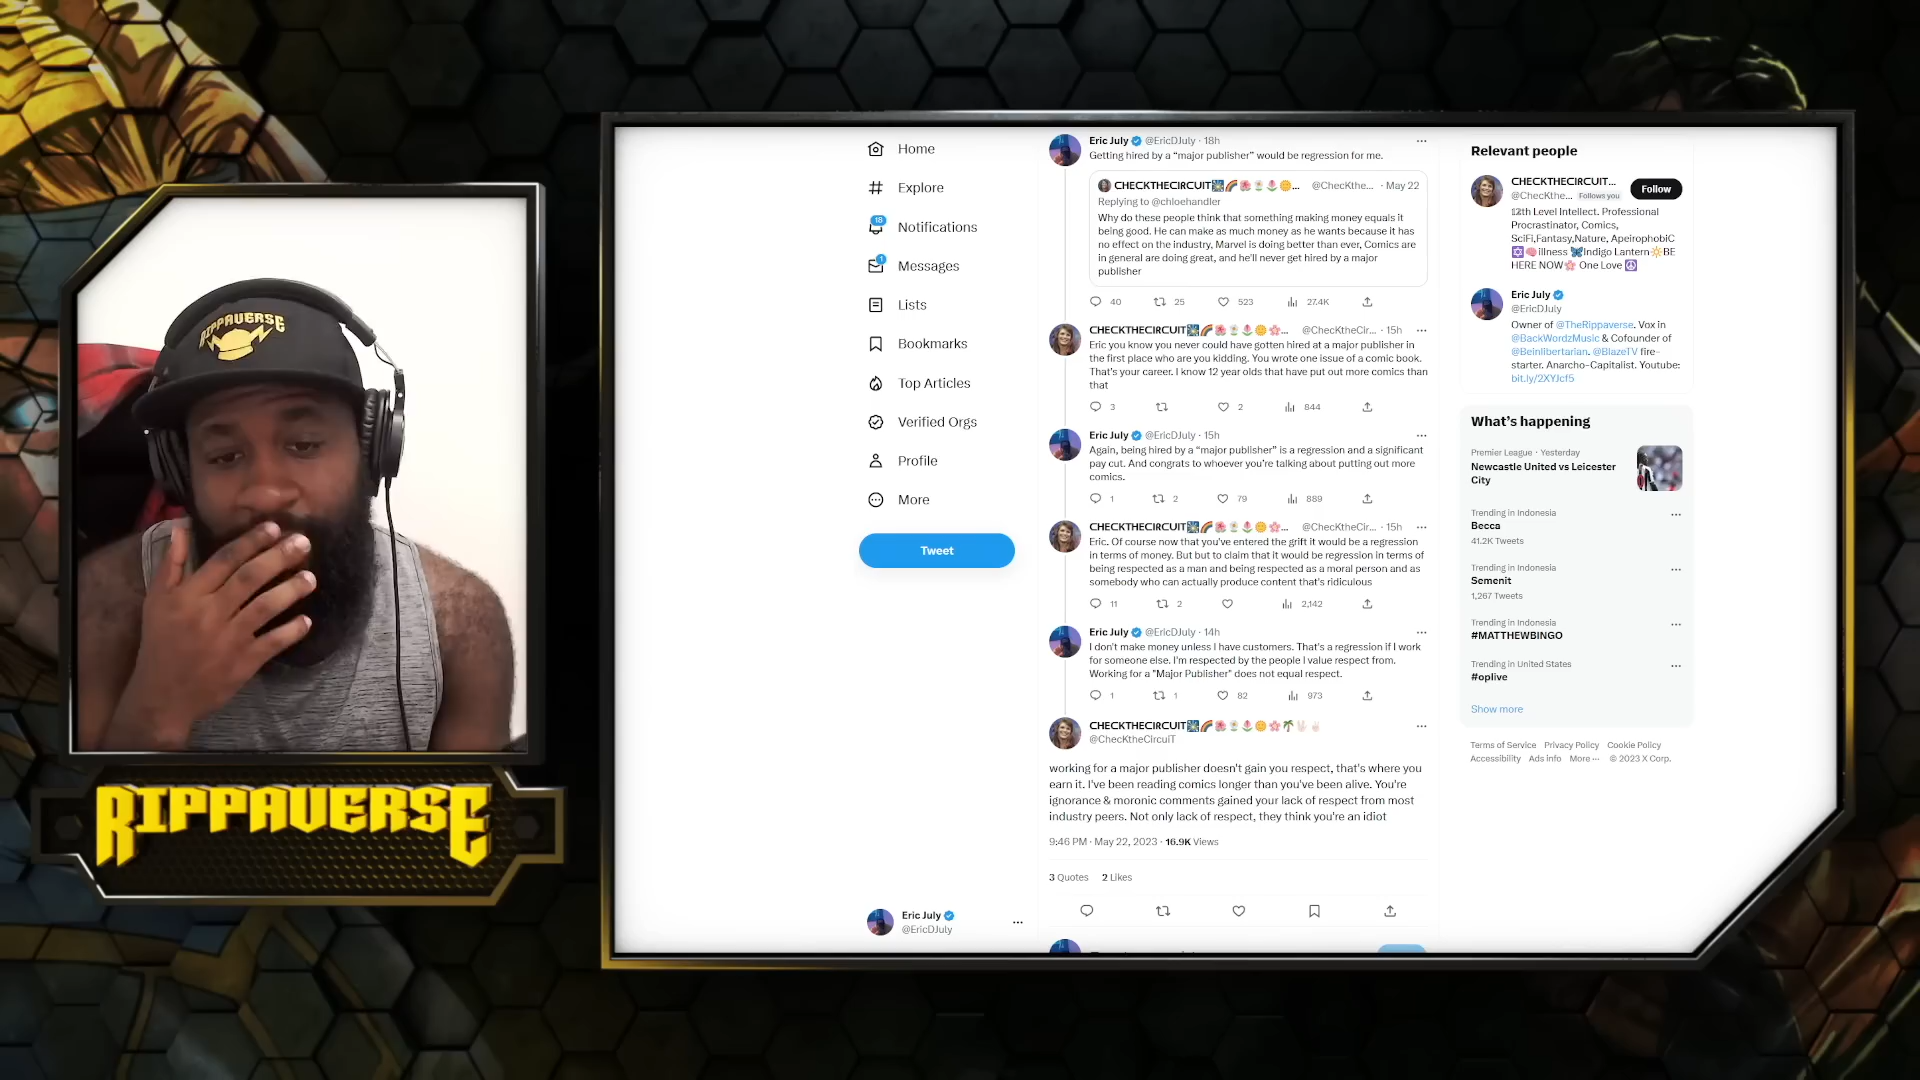 RIPPAVERSE
RIPPAVERSE
Home
Explore
18
Notifications
1
Messages
Lists
Bookmarks
Top Articles
Verified Orgs
Profile
More
Tweet
Eric July
@EricDJuly
Eric July @EricDJuly · 18h
Getting hired by a “major publisher” would be regression for me.
CHECKTHECIRCUIT🎆🌈🌺🌷🌼... @ChecKthe... · May 22
Replying to @chloehandler
Why do these people think that something making money equals it
being good. He can make as much money as he wants because it has
no effect on the industry, Marvel is doing better than ever, Comics are
in general are doing great, and he'll never get hired by a major
publisher
40 25 523 27.4K
CHECKTHECIRCUIT🎆🌈🌺🌷🌼🌸... @ChecKtheCir... · 15h
Eric you know you never could have gotten hired at a major publisher in
the first place who are you kidding. You wrote one issue of a comic book.
That's your career. I know 12 year olds that have put out more comics than
that
3 2 844
Eric July @EricDJuly · 15h
Again, being hired by a “major publisher” is a regression and a significant
pay cut. And congrats to whoever you're talking about putting out more
comics.
1 2 79 889
CHECKTHECIRCUIT🎆🌈🌺🌷🌼🌸... @ChecKtheCir... · 15h
Eric. Of course now that you've entered the grift it would be a regression
in terms of money. But but to claim that it would be regression in terms of
being respected as a man and being respected as a moral person and as
somebody who can actually produce content that's ridiculous
11 2 2,142
Eric July @EricDJuly · 14h
I don't make money unless I have customers. That's a regression if I work
for someone else. I'm respected by the people I value respect from.
Working for a "Major Publisher" does not equal respect.
1 1 82 973
CHECKTHECIRCUIT🎆🌈🌺🌷🌼🌸🌴
@ChecKtheCircuiT
working for a major publisher doesn't gain you respect, that's where you
earn it. I've been reading comics longer than you've been alive. You're
ignorance & moronic comments gained your lack of respect from most
industry peers. Not only lack of respect, they think you're an idiot
9:46 PM · May 22, 2023 · 16.9K Views
3 Quotes 2 Likes
Relevant people
CHECKTHECIRCUIT...
@ChecKthe... Follows you
Follow
12th Level Intellect. Professional
Procrastinator, Comics,
SciFi,Fantasy,Nature, ApeirophobiC
✡️🧠illness 🦋Indigo Lantern☀️BE
HERE NOW🌸 One Love ☮️
Eric July
@EricDJuly
Owner of @TheRippaverse. Vox in
@BackWordzMusic & Cofounder of
@Beinlibertarian. @BlazeTV fire-
starter. Anarcho-Capitalist. Youtube:
bit.ly/2XYJcf5
What's happening
Premier League · Yesterday
Newcastle United vs Leicester
City
Trending in Indonesia
Becca
41.2K Tweets
Trending in Indonesia
Semenit
1,267 Tweets
Trending in Indonesia
#MATTHEWBINGO
Trending in United States
#oplive
Show more
Terms of Service Privacy Policy Cookie Policy
Accessibility Ads info More ··· © 2023 X Corp.